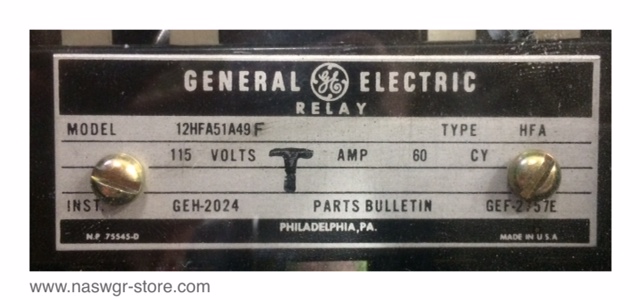 GENERAL GE ELECTRIC
RELAY
MODEL 12HFA51A49F TYPE HFA
115 VOLTS T AMP 60 CY
INST. GEH-2024 PARTS BULLETIN GEF-2757E
PHILADELPHIA, PA.
N.P. 75545-D MADE IN U.S.A
www.naswgr-store.com